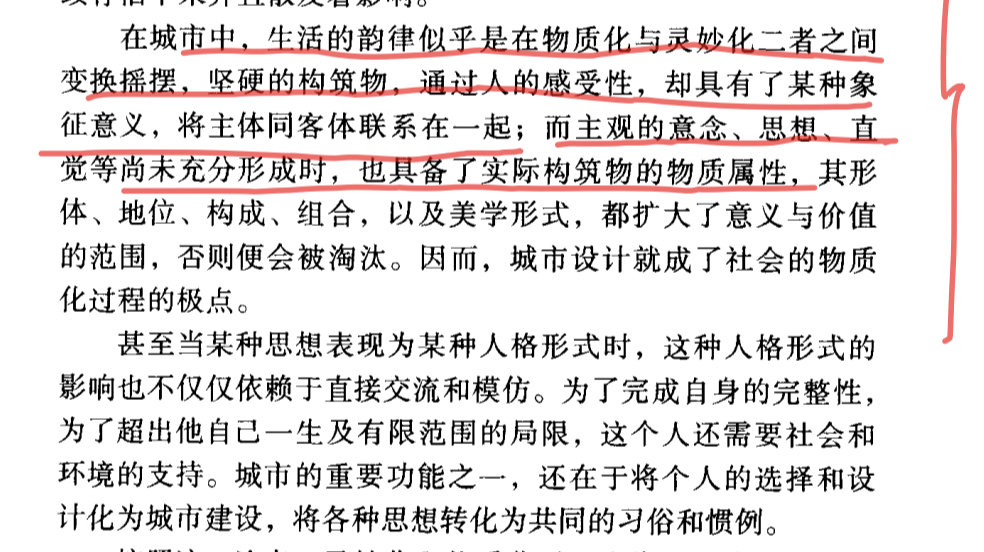 在城市中，生活的韵律似乎是在物质化与灵妙化二者之间
变换摇摆，坚硬的构筑物，通过人的感受性，却具有了某种象
征意义，将主体同客体联系在一起；而主观的意念、思想、直
觉等尚未充分形成时，也具备了实际构筑物的物质属性，其形
体、地位、构成、组合，以及美学形式，都扩大了意义与价值
的范围，否则便会被淘汰。因而，城市设计就成了社会的物质
化过程的极点。
甚至当某种思想表现为某种人格形式时，这种人格形式的
影响也不仅仅依赖于直接交流和模仿。为了完成自身的完整性，
为了超出他自己一生及有限范围的局限，这个人还需要社会和
环境的支持。城市的重要功能之一，还在于将个人的选择和设
计化为城市建设，将各种思想转化为共同的习俗和惯例。